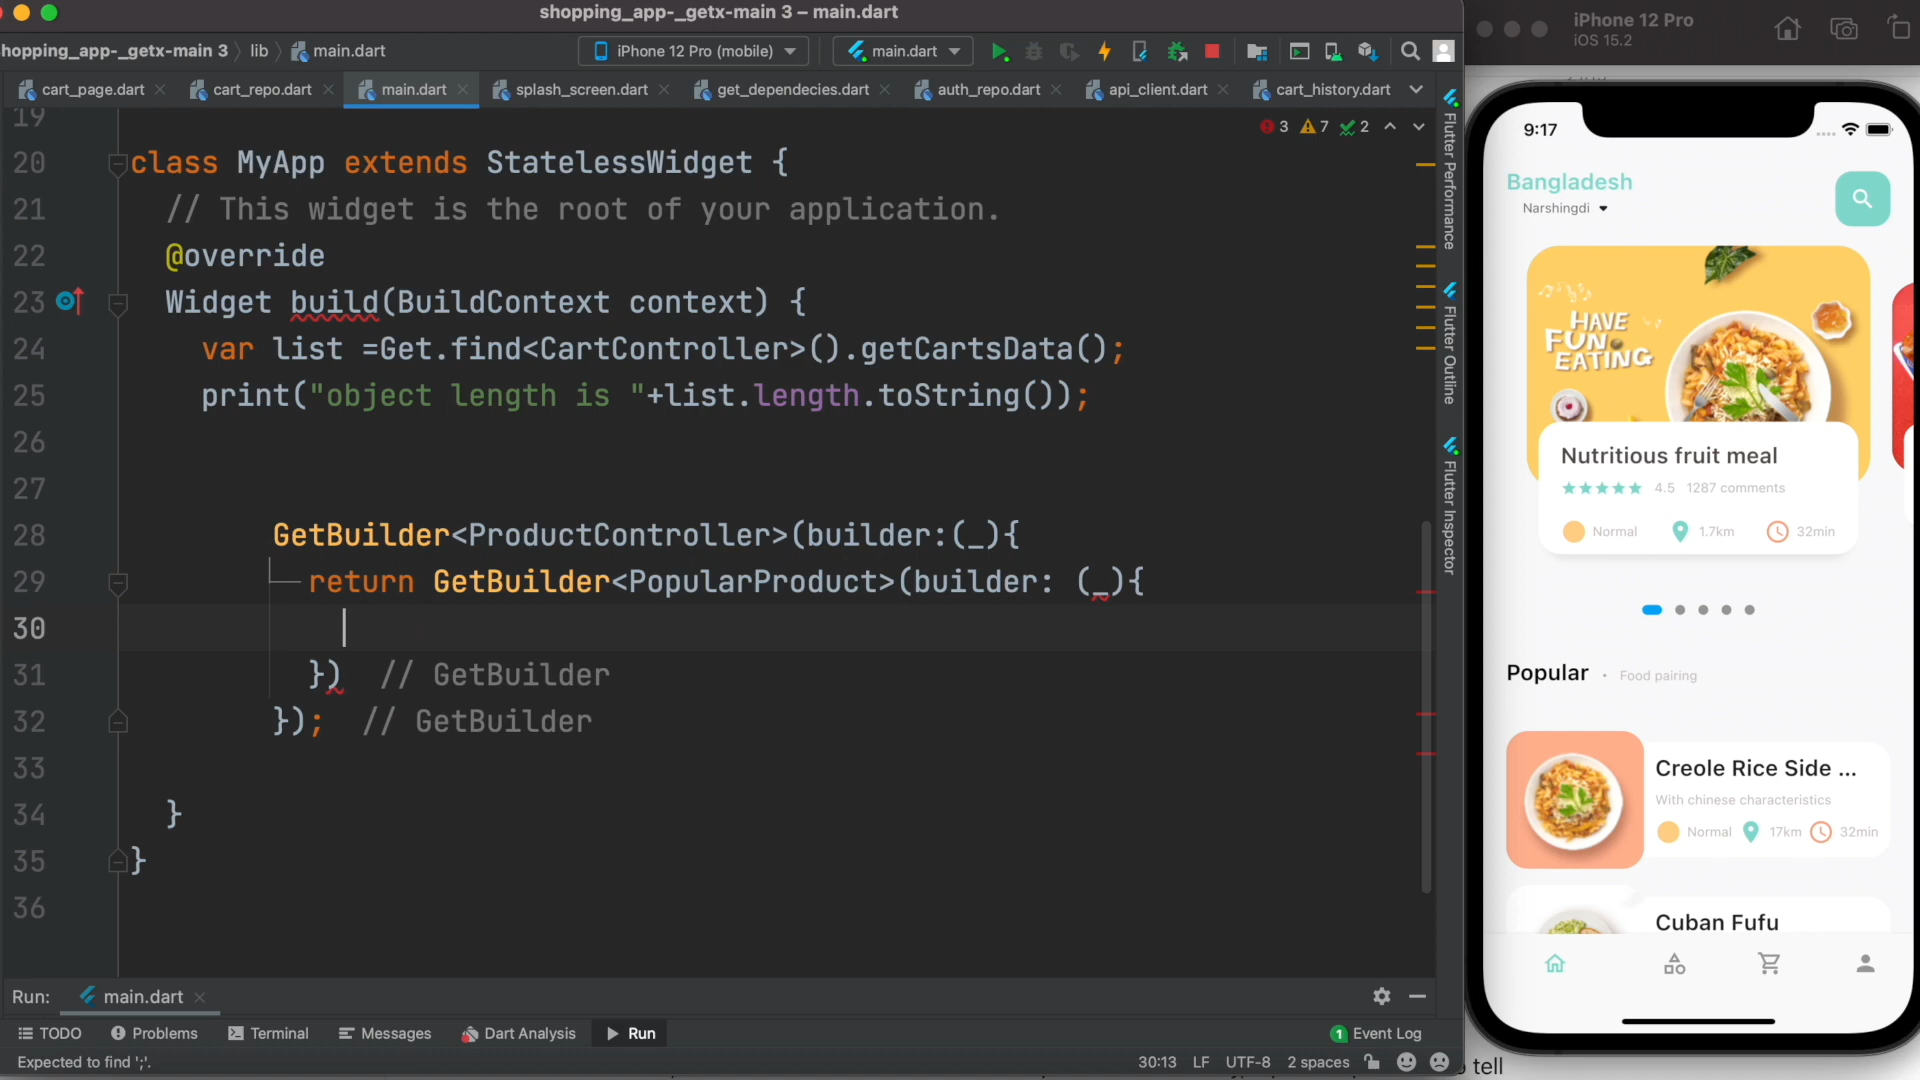 shopping_app-_getx-main 3 – main.dart
hopping_app-_getx-main 3 lib main.dart
iPhone 12 Pro (mobile) main.dart
cart_page.dart cart_repo.dart main.dart splash_screen.dart get_dependecies.dart auth_repo.dart api_client.dart cart_history.dart
3 7 2
19
20 class MyApp extends StatelessWidget {
21 // This widget is the root of your application.
22 @override
23 Widget build(BuildContext context) {
24 var list =Get.find<CartController>().getCartsData();
25 print("object length is "+list.length.toString());
26
27
28 GetBuilder<ProductController>(builder:(_){
29 return GetBuilder<PopularProduct>(builder: (_){
30
31 }) // GetBuilder
32 }); // GetBuilder
33
34 }
35 }
36
Flutter Performance
Flutter Outline
Flutter Inspector
Run: main.dart
TODO Problems Terminal Messages Dart Analysis Run 1 Event Log
Expected to find ';'. 30:13 LF UTF-8 2 spaces
iPhone 12 Pro
iOS 15.2
9:17
Bangladesh
Narshingdi
HAVE
FUN
EATING
Nutritious fruit meal
4.5 1287 comments
Normal 1.7km 32min
Popular • Food pairing
Creole Rice Side ...
With chinese characteristics
Normal 17km 32min
Cuban Fufu
tell